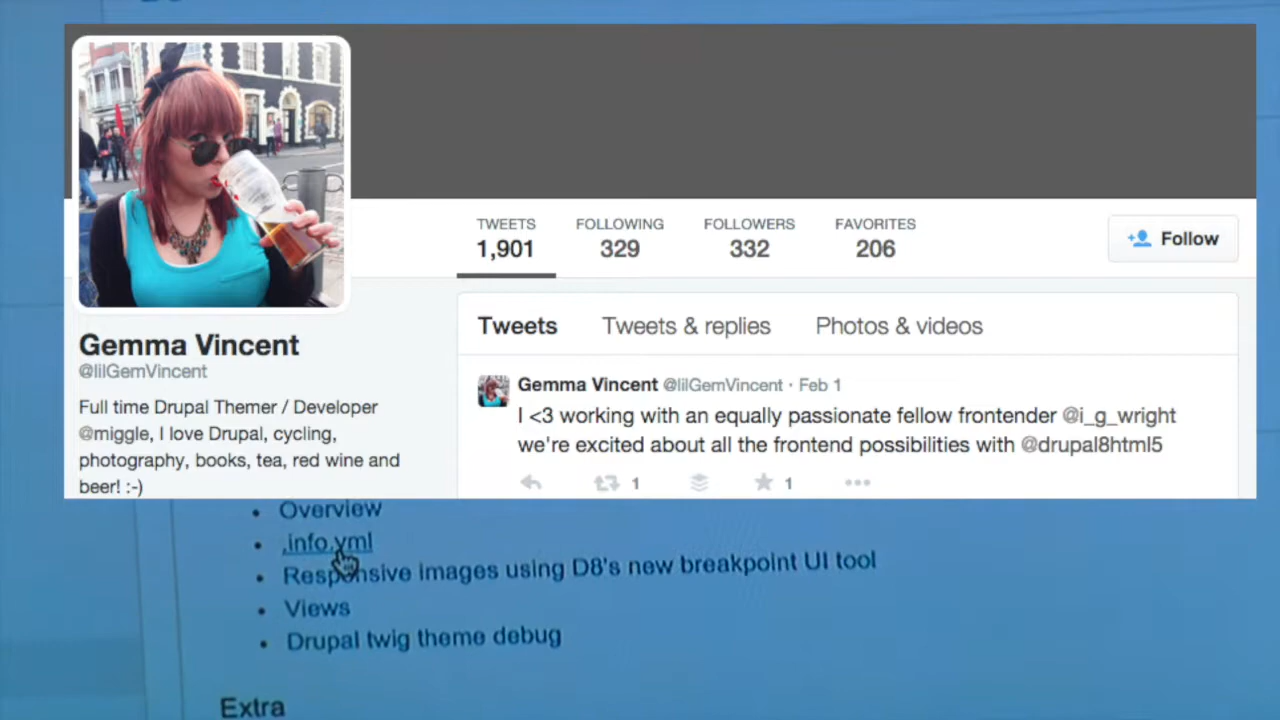 TWEETS FOLLOWING FOLLOWERS FAVORITES
1,901 329 332 206
Follow
Gemma Vincent
@lilGemVincent
Full time Drupal Themer / Developer
@miggle, I love Drupal, cycling,
photography, books, tea, red wine and
beer! :-)
Tweets Tweets & replies Photos & videos
Gemma Vincent @lilGemVincent · Feb 1
I <3 working with an equally passionate fellow frontender @i_g_wright
we're excited about all the frontend possibilities with @drupal8html5
1 1
Overview
.info.yml
Responsive images using D8's new breakpoint UI tool
Views
Drupal twig theme debug
Extra